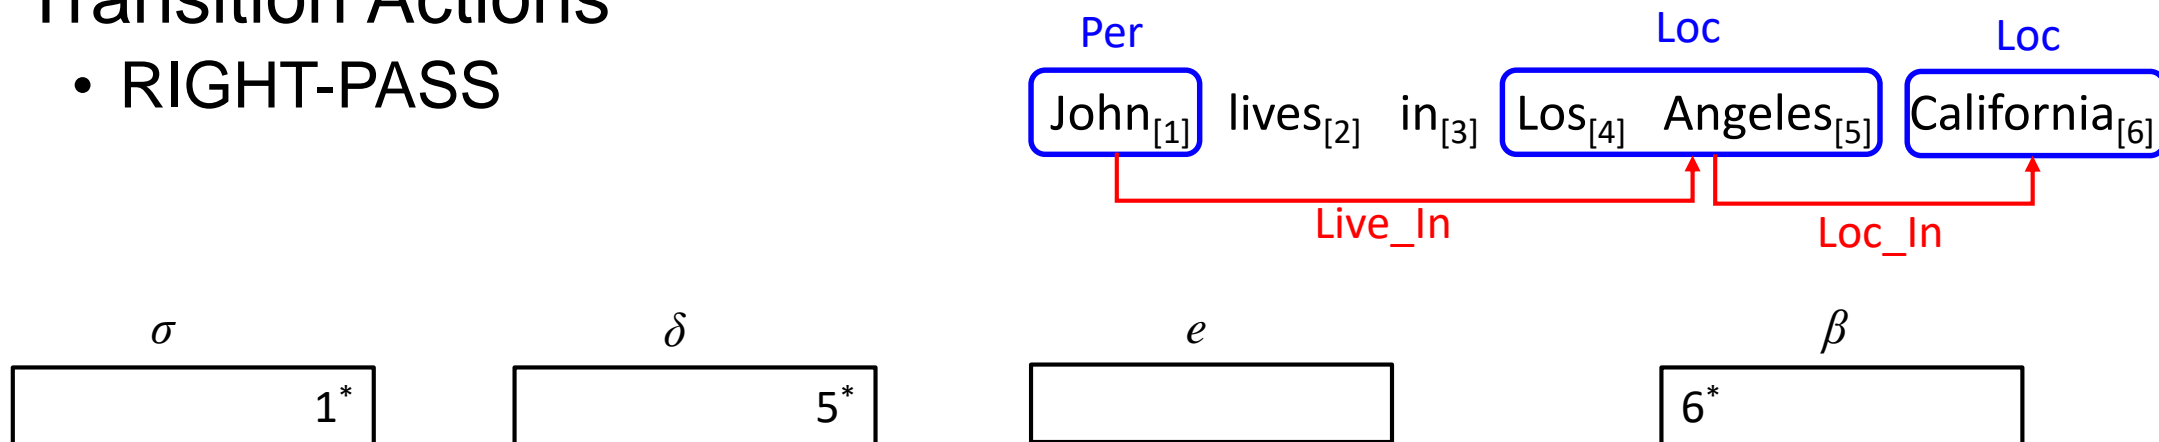 Transition Actions
• RIGHT-PASS
Per Loc Loc
John[1] lives[2] in[3] Los[4] Angeles[5] California[6]
Live_In Loc_In
σ δ e β
1* 5* 6*